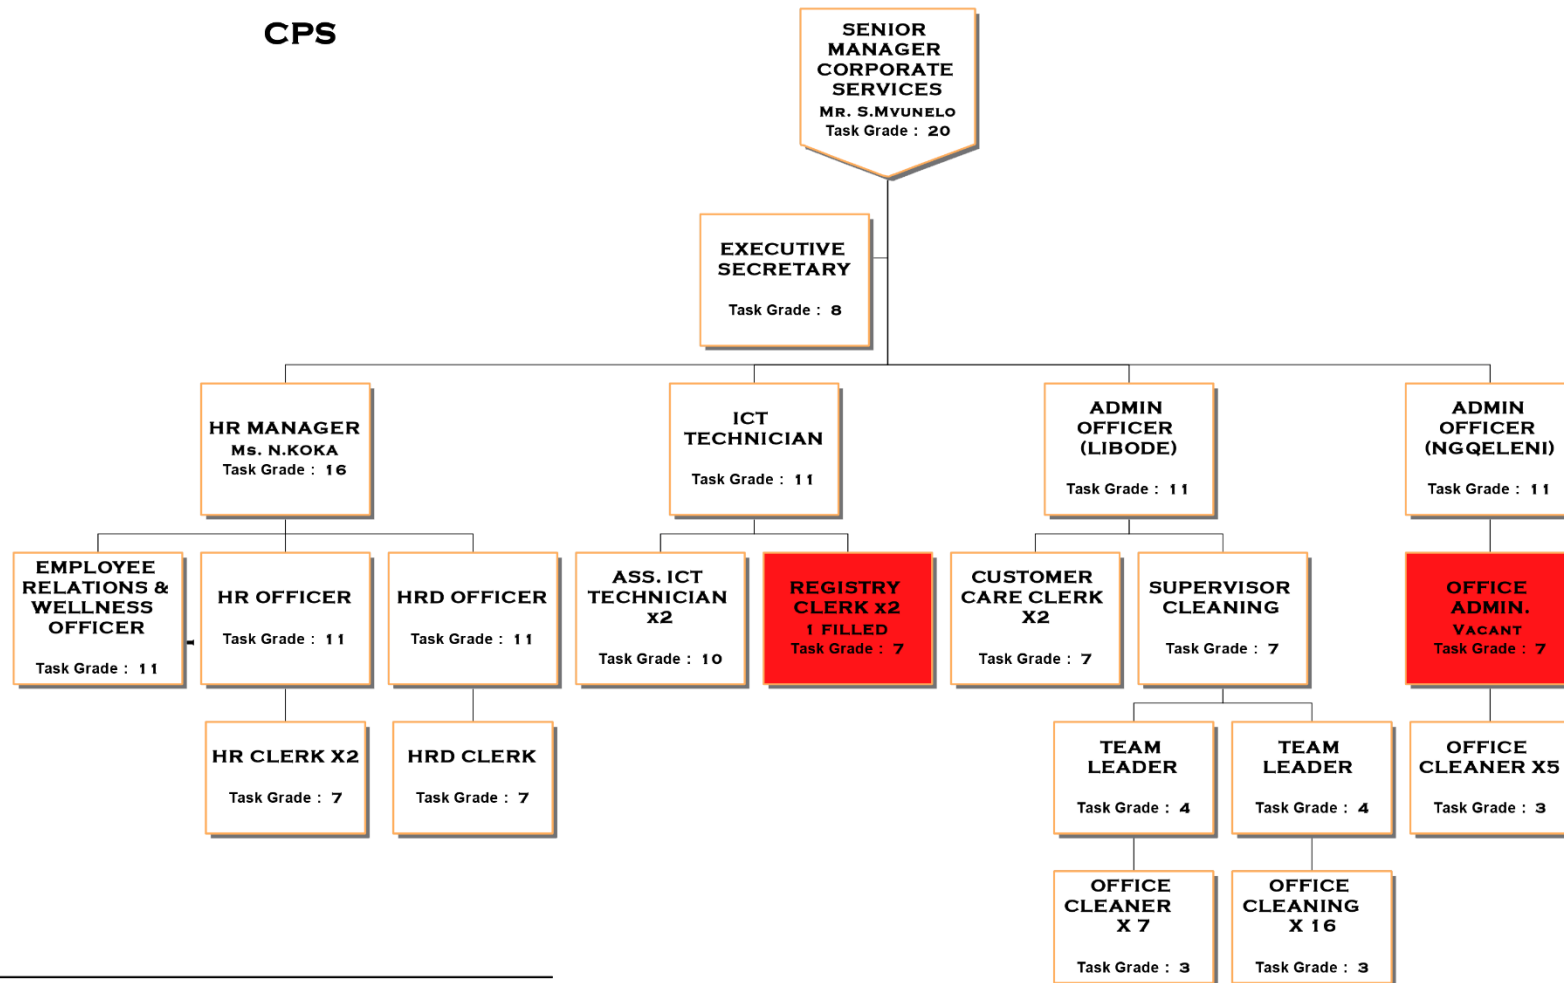 CPS
SENIOR
MANAGER
CORPORATE
SERVICES
MR. S.MVUNELO
Task Grade : 20
EXECUTIVE
SECRETARY
Task Grade : 8
HR MANAGER
Ms. N.KOKA
Task Grade : 16
ICT
TECHNICIAN
Task Grade : 11
ADMIN
OFFICER
(LIBODE)
Task Grade : 11
ADMIN
OFFICER
(NGQELENI)
Task Grade : 11
EMPLOYEE
RELATIONS &
WELLNESS
OFFICER
Task Grade : 11
HR OFFICER
Task Grade : 11
HRD OFFICER
Task Grade : 11
ASS. ICT
TECHNICIAN
x2
Task Grade : 10
REGISTRY
CLERK x2
1 FILLED
Task Grade : 7
CUSTOMER
CARE CLERK
X2
Task Grade : 7
SUPERVISOR
CLEANING
Task Grade : 7
OFFICE
ADMIN.
VACANT
Task Grade : 7
HR CLERK X2
Task Grade : 7
HRD CLERK
Task Grade : 7
TEAM
LEADER
Task Grade : 4
TEAM
LEADER
Task Grade : 4
OFFICE
CLEANER X5
Task Grade : 3
OFFICE
CLEANER
X 7
Task Grade : 3
OFFICE
CLEANING
X 16
Task Grade : 3